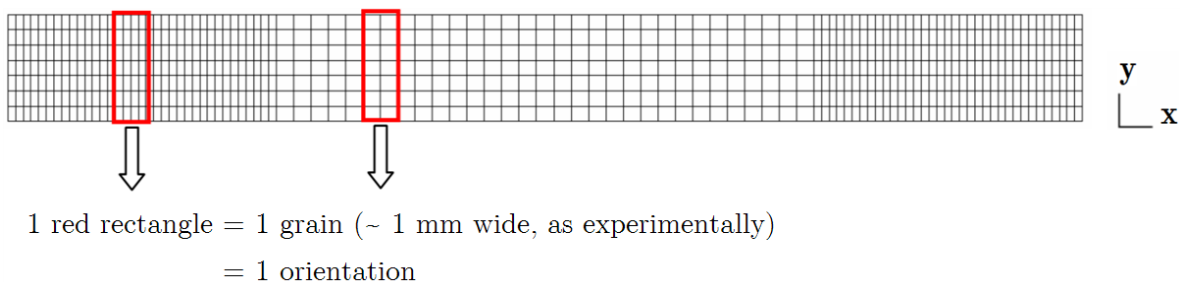 y
x
1 red rectangle = 1 grain (~ 1 mm wide, as experimentally)
= 1 orientation